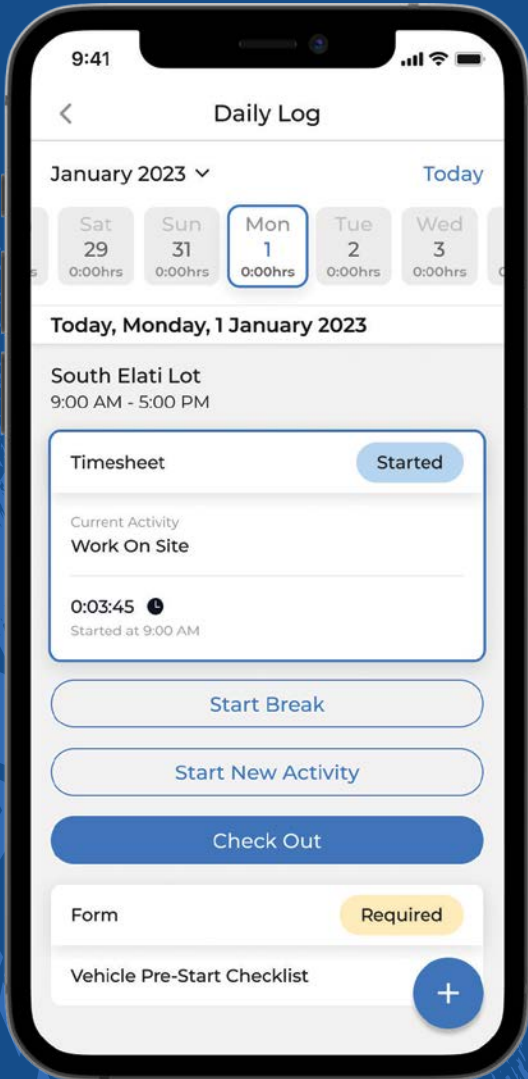 9:41
Daily Log
January 2023
Today
Sat
29
0:00hrs
Sun
31
0:00hrs
Mon
1
0:00hrs
Tue
2
0:00hrs
Wed
3
0:00hrs
Today, Monday, 1 January 2023
South Elati Lot
9:00 AM - 5:00 PM
Timesheet
Started
Current Activity
Work On Site
0:03:45
Started at 9:00 AM
Start Break
Start New Activity
Check Out
Form
Required
Vehicle Pre-Start Checklist
+